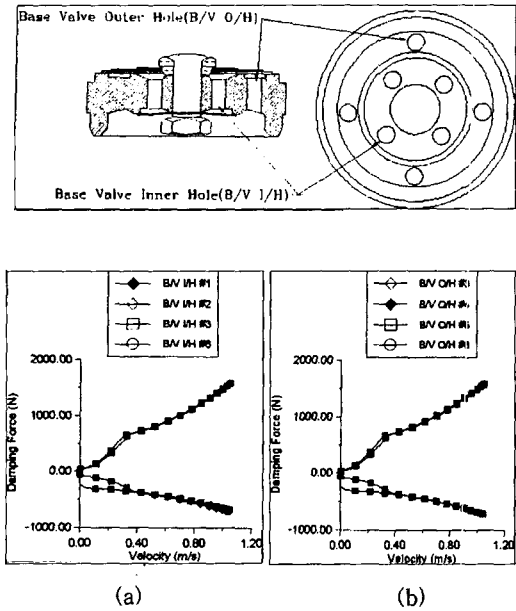 Base Valve Outer Hole(B/V O/H)
Base Valve Inner Hole(B/V I/H)
B/V I/H #1
B/V I/H #2
B/V I/H #3
B/V I/H
2000.00
1000.00
0.00
-1000.00
Damping Force (N)
0.00 0.40 0.80 1.20
Velocity (m/s)
(a)
B/V O/H
B/V O/H
B/V O/H
B/V O/H
2000.00
1000.00
0.00
-1000.00
Damping Force (N)
0.00 0.40 0.80 1.20
Velocity (m/s)
(b)